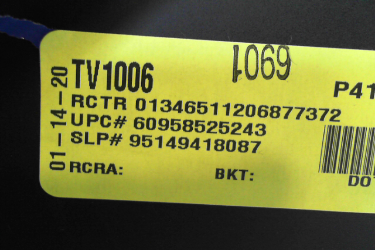 01-14-20
TV1006
1069
P41
RCTR 01346511206877372
UPC# 60958525243
SLP# 95149418087
RCRA:
BKT:
DO